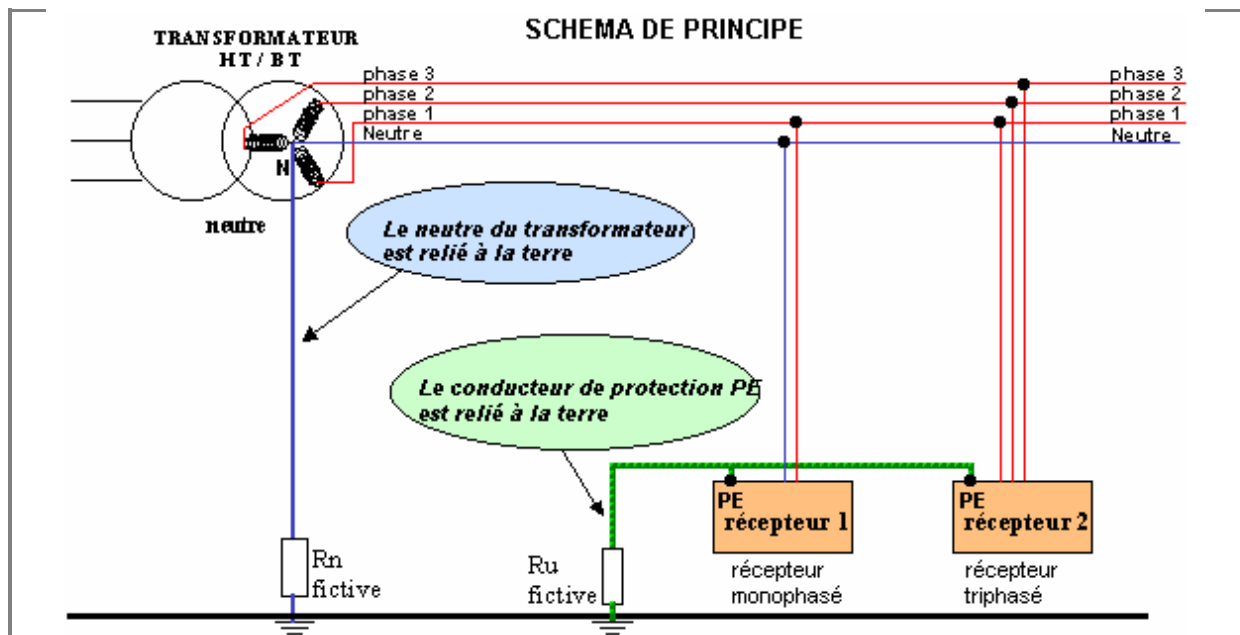 SCHEMA DE PRINCIPE
TRANSFORMATEUR
HT / BT
phase 3
phase 2
phase 1
Neutre
phase 3
phase 2
phase 1
Neutre
N
neutre
Le neutre du transformateur
est relié à la terre
Le conducteur de protection PE
est relié à la terre
PE
récepteur 1
PE
récepteur 2
Rn
fictive
Ru
fictive
récepteur
monophasé
récepteur
triphasé